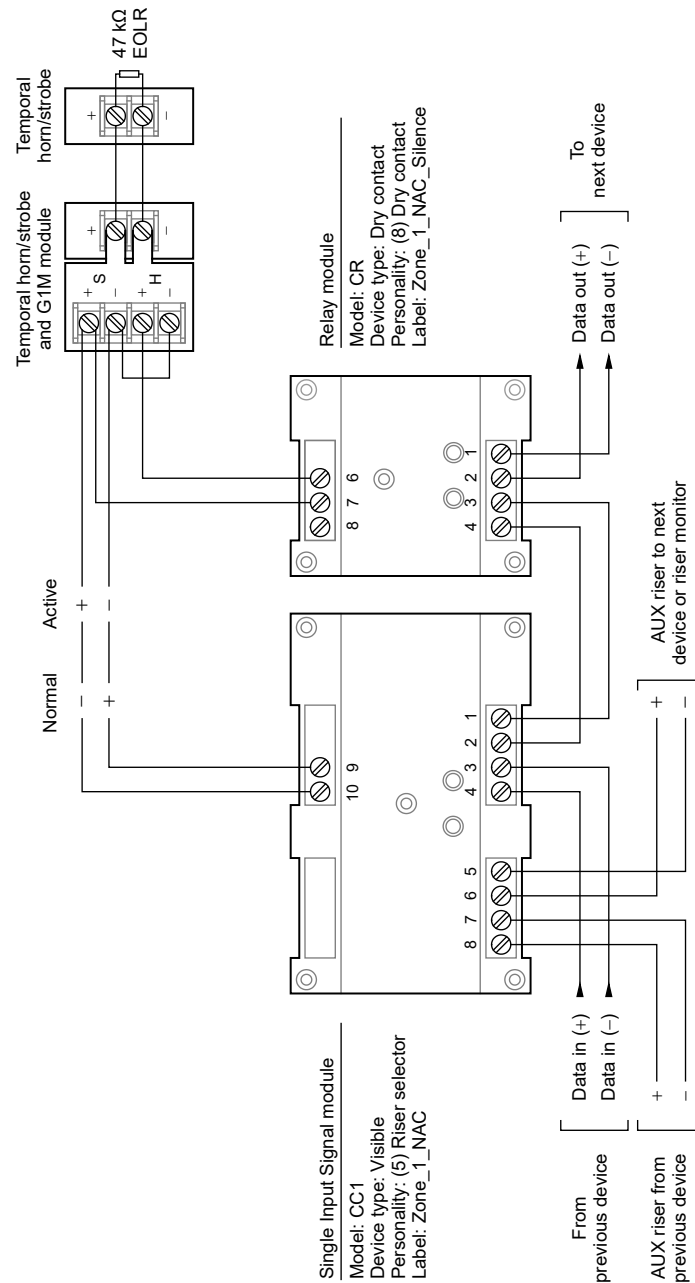 Temporal horn/strobe
and G1M module
Temporal
horn/strobe
47 kΩ
EOLR
+
−
S
+
−
H
+
−
+
−
Normal
Active
−
+
+
−
Single Input Signal module
Model: CC1
Device type: Visible
Personality: (5) Riser selector
Label: Zone_1_NAC
10 9
8 7 6 5 4 3 2 1
Relay module
Model: CR
Device type: Dry contact
Personality: (8) Dry contact
Label: Zone_1_NAC_Silence
8 7 6
4 3 2 1
From
previous device
Data in (+)
Data in (−)
AUX riser from
previous device
+
−
AUX riser to next
device or riser monitor
+
−
Data out (+)
Data out (−)
To
next device